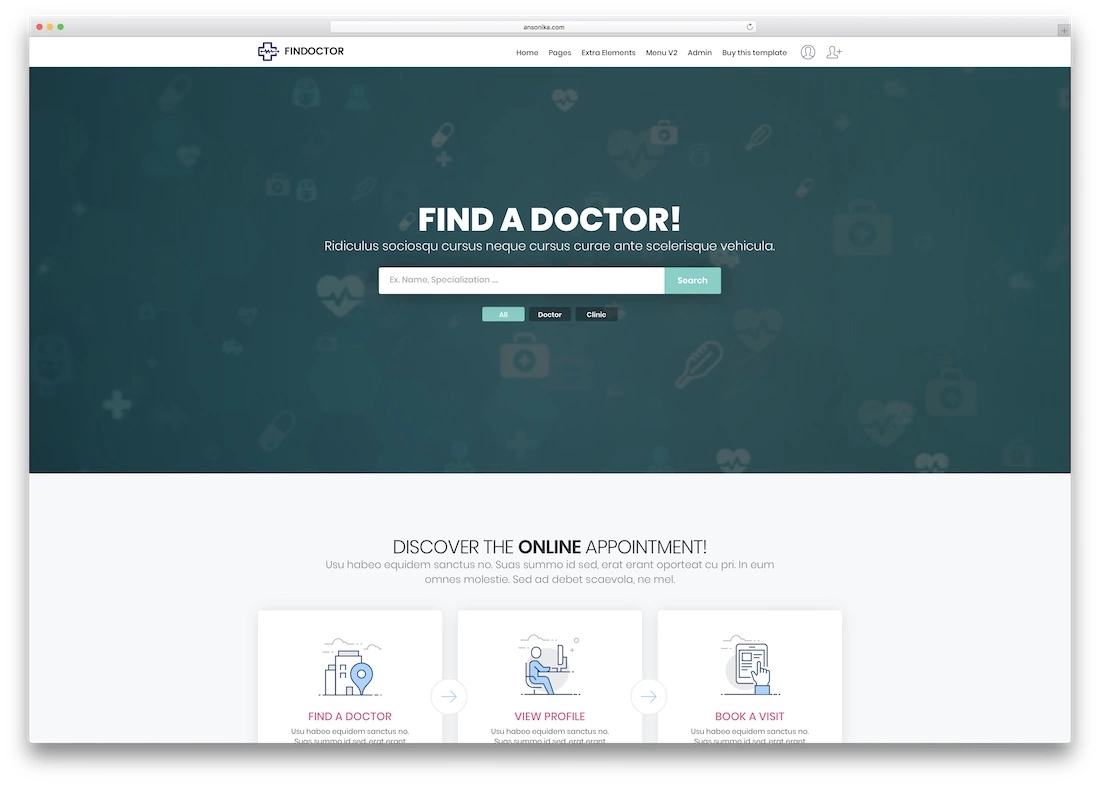 ansonika.com
FINDOCTOR
Home Pages Extra Elements Menu V2 Admin Buy this template
FIND A DOCTOR!
Ridiculus sociosqu cursus neque cursus curae ante scelerisque vehicula.
Ex. Name, Specialization ....
Search
All Doctor Clinic
DISCOVER THE ONLINE APPOINTMENT!
Usu habeo equidem sanctus no. Suas summo id sed, erat erant oporteat cu pri. In eum
omnes molestie. Sed ad debet scaevola, ne mel.
FIND A DOCTOR
Usu habeo equidem sanctus no.
Suas summo id sed, erat erant
VIEW PROFILE
Usu habeo equidem sanctus no.
Suas summo id sed, erat erant
BOOK A VISIT
Usu habeo equidem sanctus no.
Suas summo id sed, erat erant